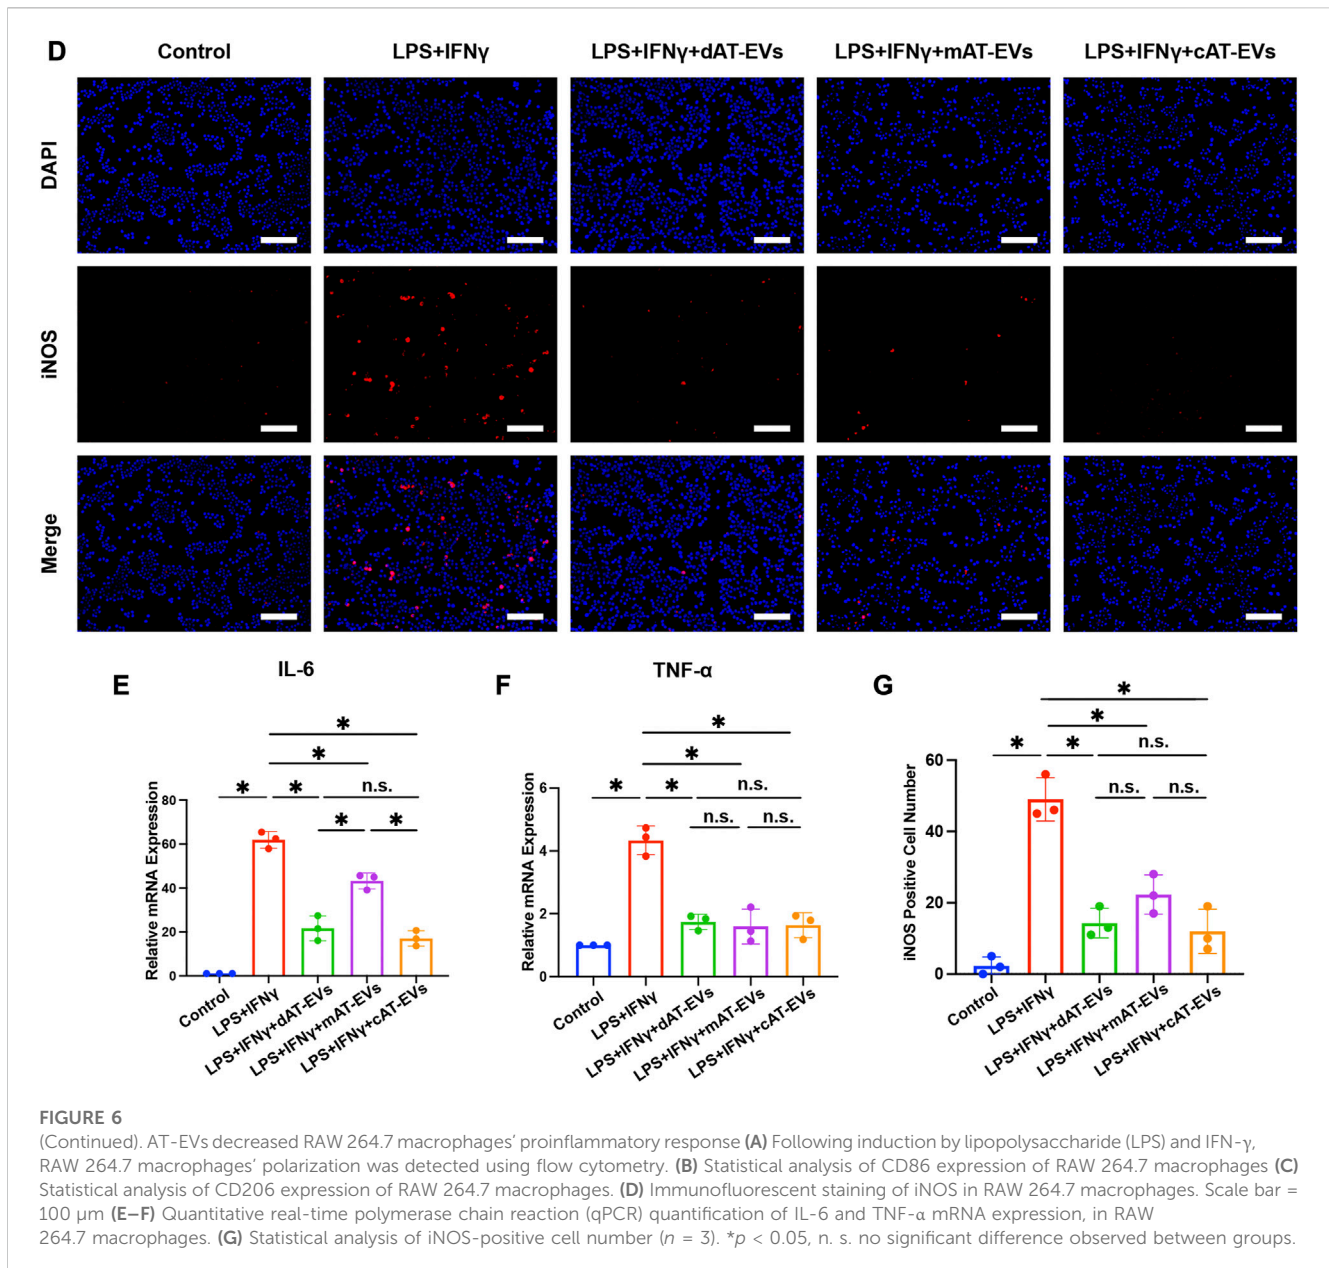 D
Control
LPS+IFNγ
LPS+IFNγ+dAT-EVs
LPS+IFNγ+mAT-EVs
LPS+IFNγ+cAT-EVs
DAPI
iNOS
Merge
E
IL-6
Relative mRNA Expression
80
60
40
20
0
*
*
*
*
n.s.
*
*
Control
LPS+IFNγ
LPS+IFNγ+dAT-EVs
LPS+IFNγ+mAT-EVs
LPS+IFNγ+cAT-EVs
F
TNF-α
Relative mRNA Expression
6
4
2
0
*
*
*
*
n.s.
n.s.
n.s.
Control
LPS+IFNγ
LPS+IFNγ+dAT-EVs
LPS+IFNγ+mAT-EVs
LPS+IFNγ+cAT-EVs
G
iNOS Positive Cell Number
60
40
20
0
*
*
*
*
n.s.
n.s.
n.s.
Control
LPS+IFNγ
LPS+IFNγ+dAT-EVs
LPS+IFNγ+mAT-EVs
LPS+IFNγ+cAT-EVs
FIGURE 6
(Continued). AT-EVs decreased RAW 264.7 macrophages' proinflammatory response (A) Following induction by lipopolysaccharide (LPS) and IFN-γ,
RAW 264.7 macrophages' polarization was detected using flow cytometry. (B) Statistical analysis of CD86 expression of RAW 264.7 macrophages (C)
Statistical analysis of CD206 expression of RAW 264.7 macrophages. (D) Immunofluorescent staining of iNOS in RAW 264.7 macrophages. Scale bar =
100 μm (E–F) Quantitative real-time polymerase chain reaction (qPCR) quantification of IL-6 and TNF-α mRNA expression, in RAW
264.7 macrophages. (G) Statistical analysis of iNOS-positive cell number (n = 3). *p < 0.05, n. s. no significant difference observed between groups.